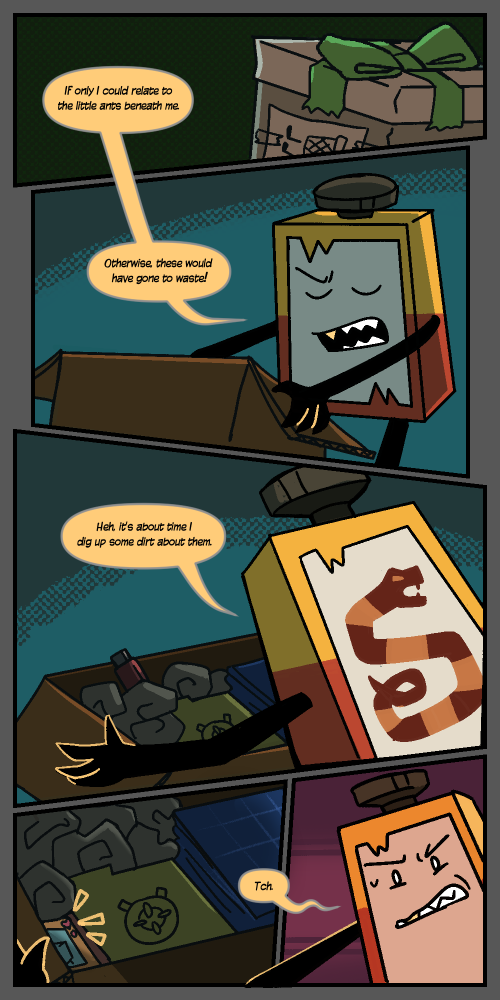 If only I could relate to
the little ants beneath me.
Otherwise, these would
have gone to waste!
Heh, it's about time I
dig up some dirt about them.
Tch.